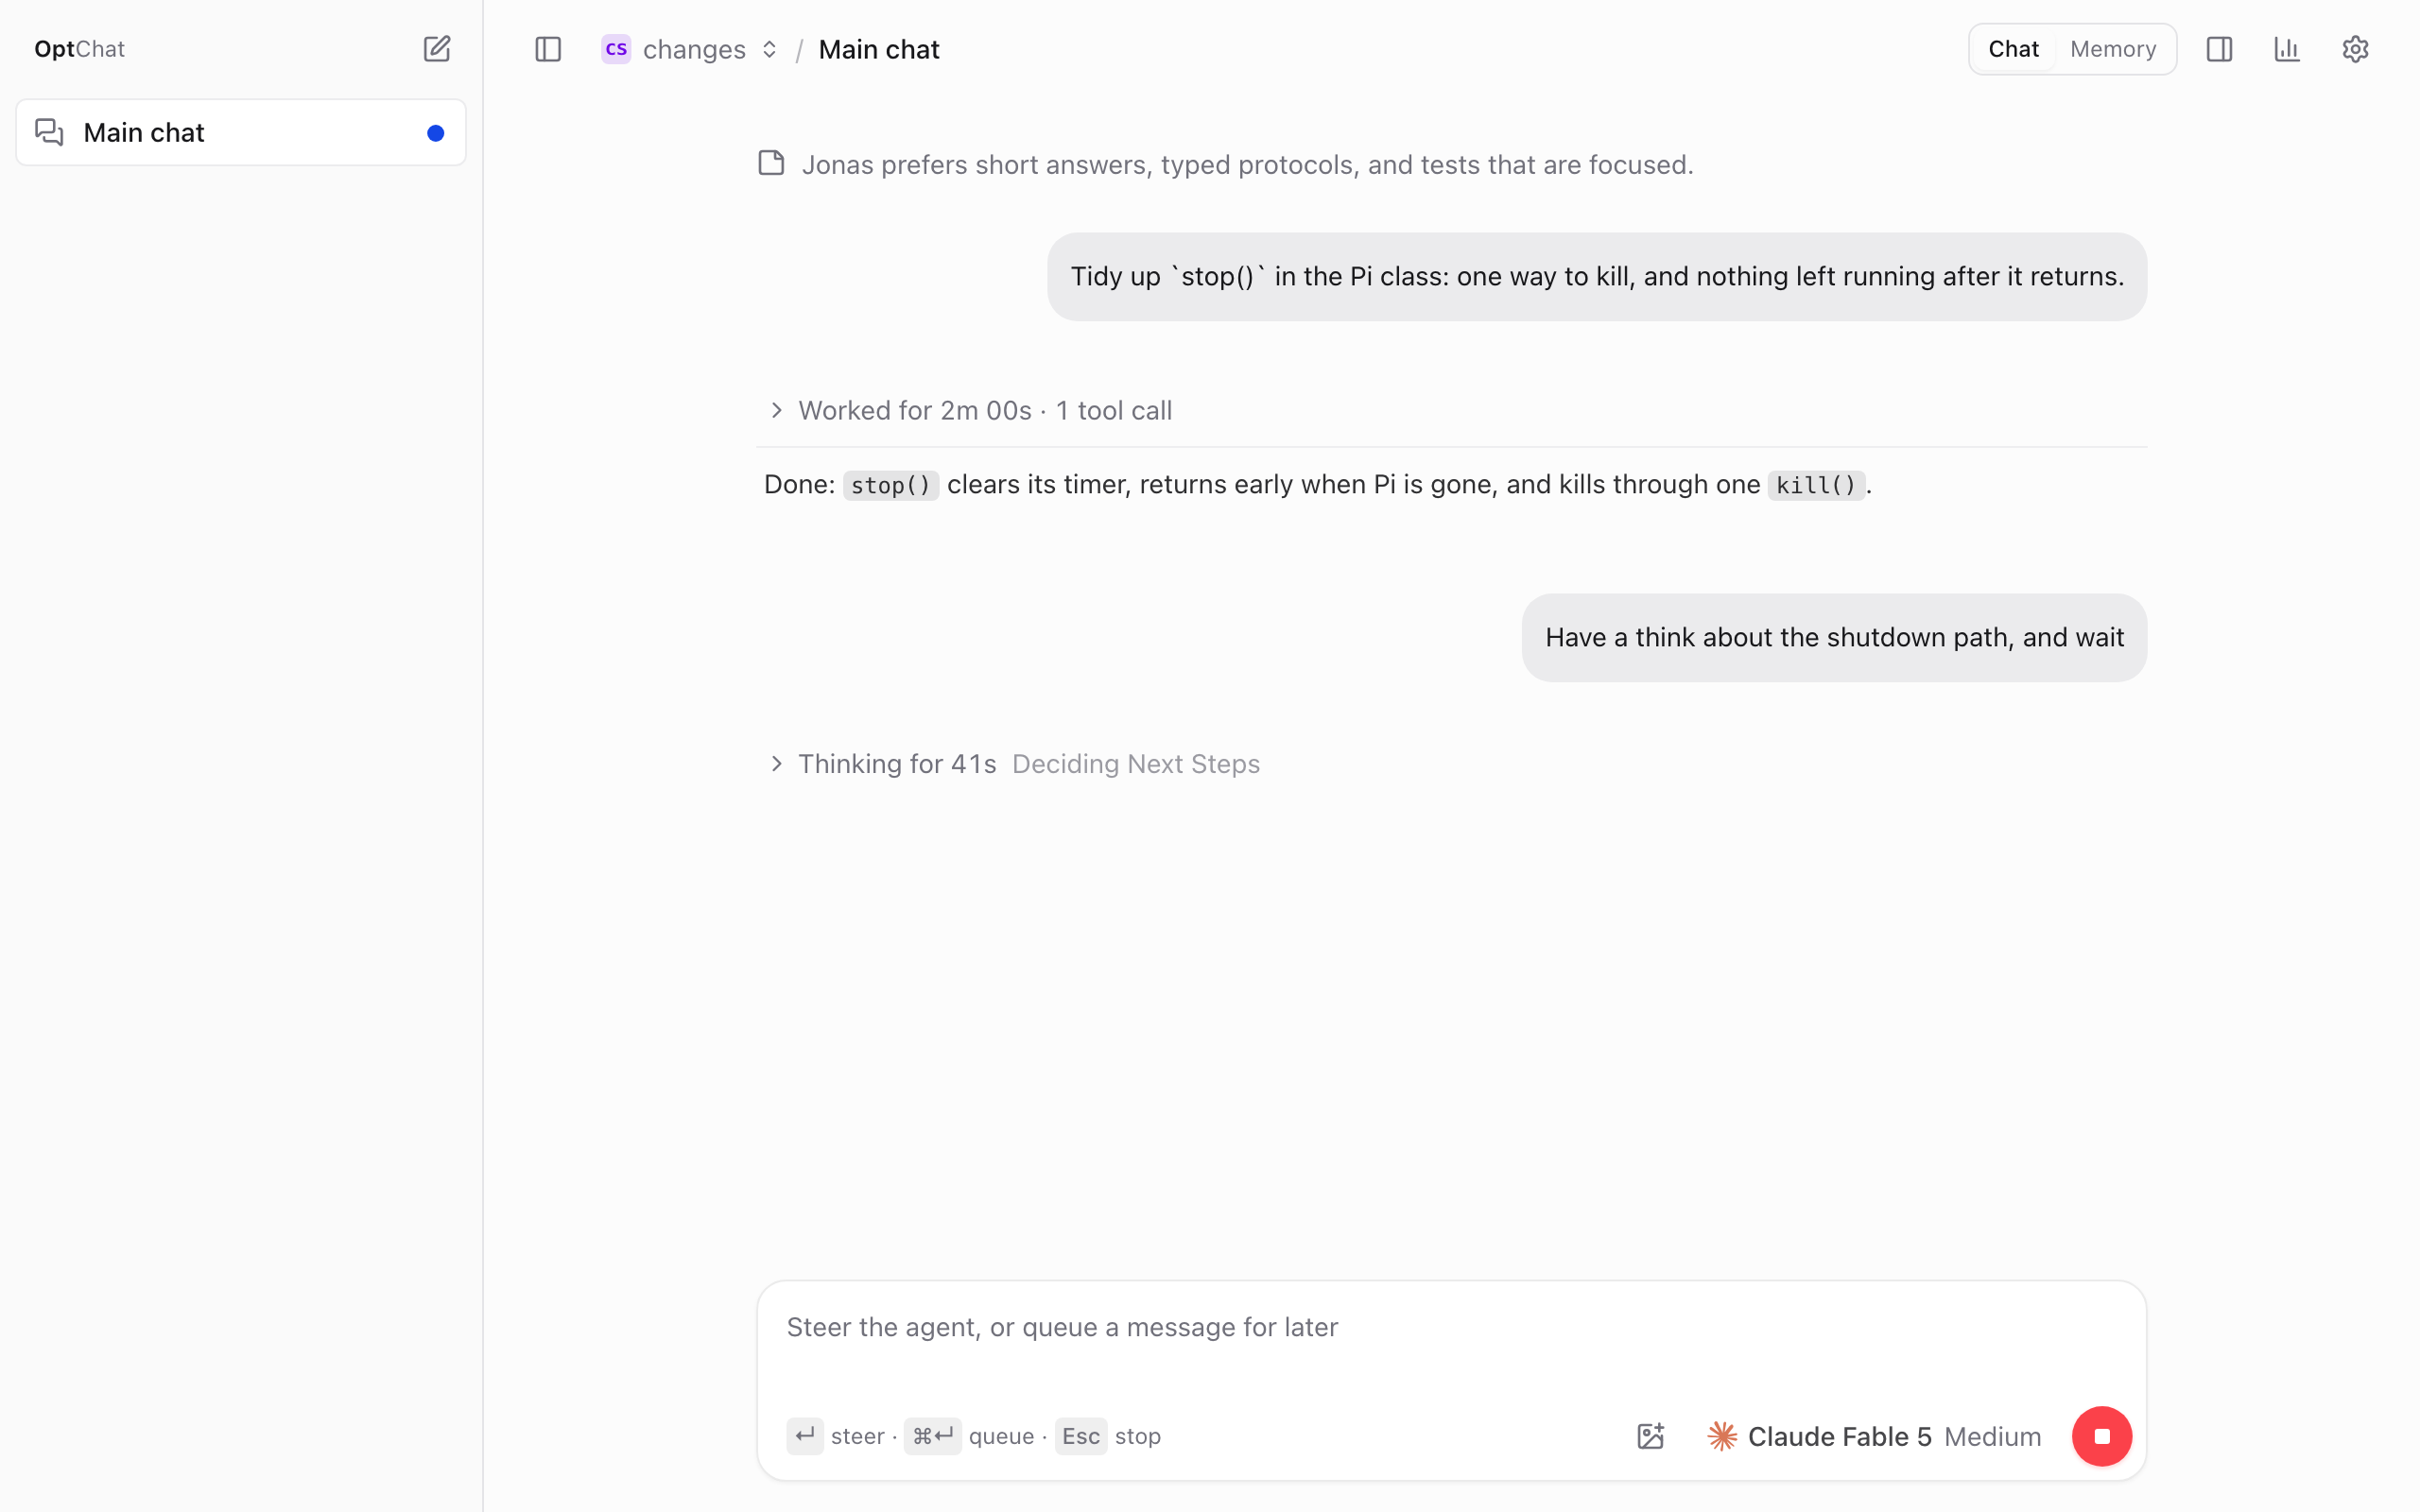 OptChat
CS changes / Main chat
Chat Memory
Main chat
Jonas prefers short answers, typed protocols, and tests that are focused.
Tidy up `stop()` in the Pi class: one way to kill, and nothing left running after it returns.
Worked for 2m 00s · 1 tool call
Done: stop() clears its timer, returns early when Pi is gone, and kills through one kill().
Have a think about the shutdown path, and wait
Thinking for 41s Deciding Next Steps
Steer the agent, or queue a message for later
↵ steer · ⌘↵ queue · Esc stop
Claude Fable 5 Medium